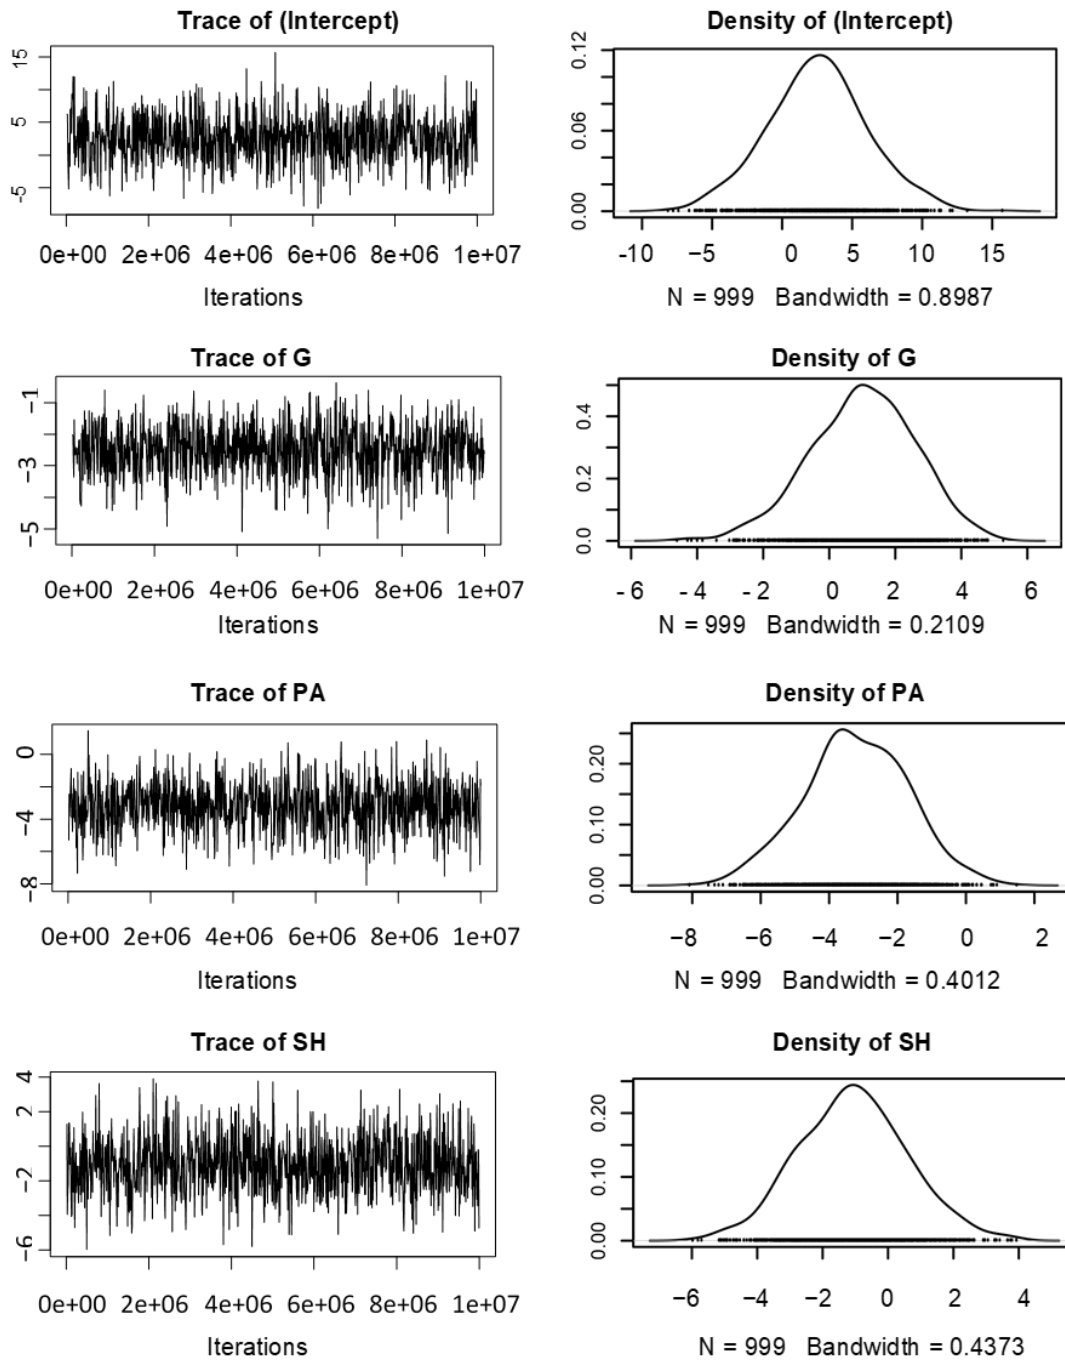 Trace of (Intercept)
15
5
-5
0e+00 2e+06 4e+06 6e+06 8e+06 1e+07
Iterations
Density of (Intercept)
0.12
0.06
0.00
-10 −5 0 5 10 15
N = 999 Bandwidth = 0.8987
Trace of G
−1
−3
−5
0e+00 2e+06 4e+06 6e+06 8e+06 1e+07
Iterations
Density of G
0.4
0.2
0.0
- 6 - 4 - 2 0 2 4 6
N = 999 Bandwidth = 0.2109
Trace of PA
0
−4
−8
0e+00 2e+06 4e+06 6e+06 8e+06 1e+07
Iterations
Density of PA
0.20
0.10
0.00
−8 −6 −4 −2 0 2
N = 999 Bandwidth = 0.4012
Trace of SH
4
2
−2
−6
0e+00 2e+06 4e+06 6e+06 8e+06 1e+07
Iterations
Density of SH
0.20
0.10
0.00
−6 −4 −2 0 2 4
N = 999 Bandwidth = 0.4373